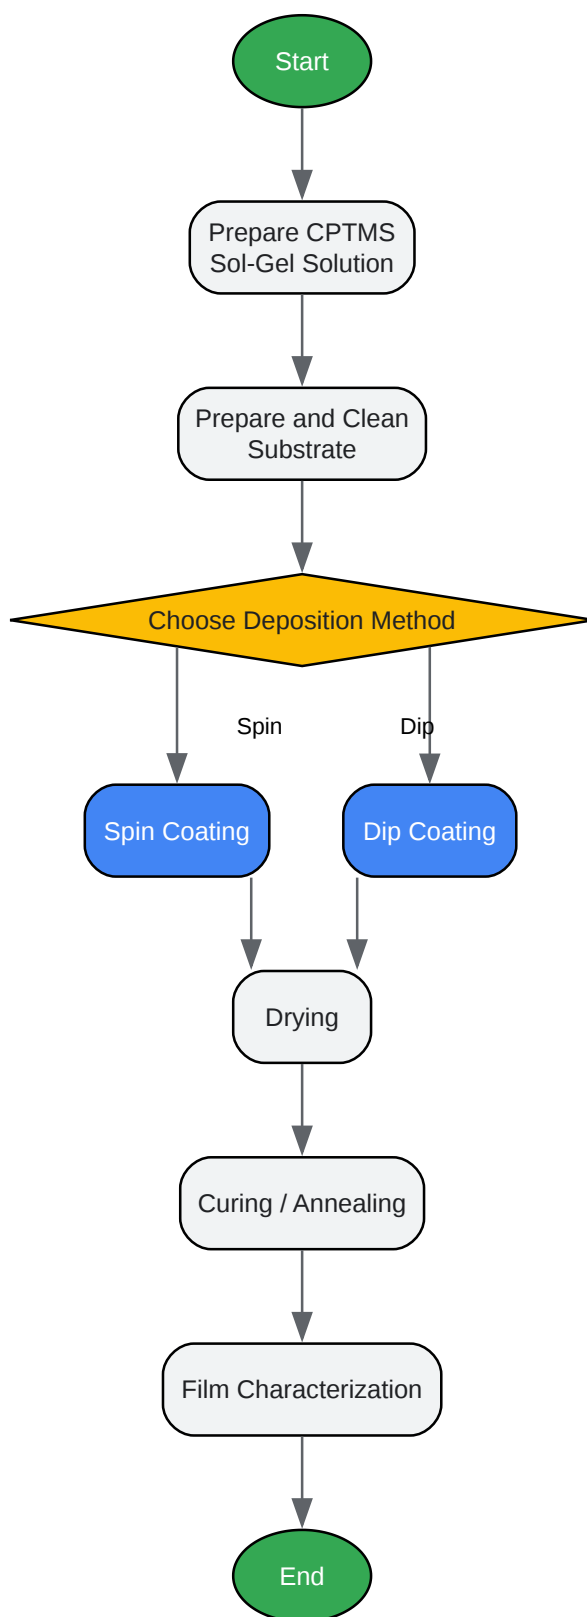 Start
Prepare CPTMS
Sol-Gel Solution
Prepare and Clean
Substrate
Choose Deposition Method
Spin
Dip
Spin Coating
Dip Coating
Drying
Curing / Annealing
Film Characterization
End